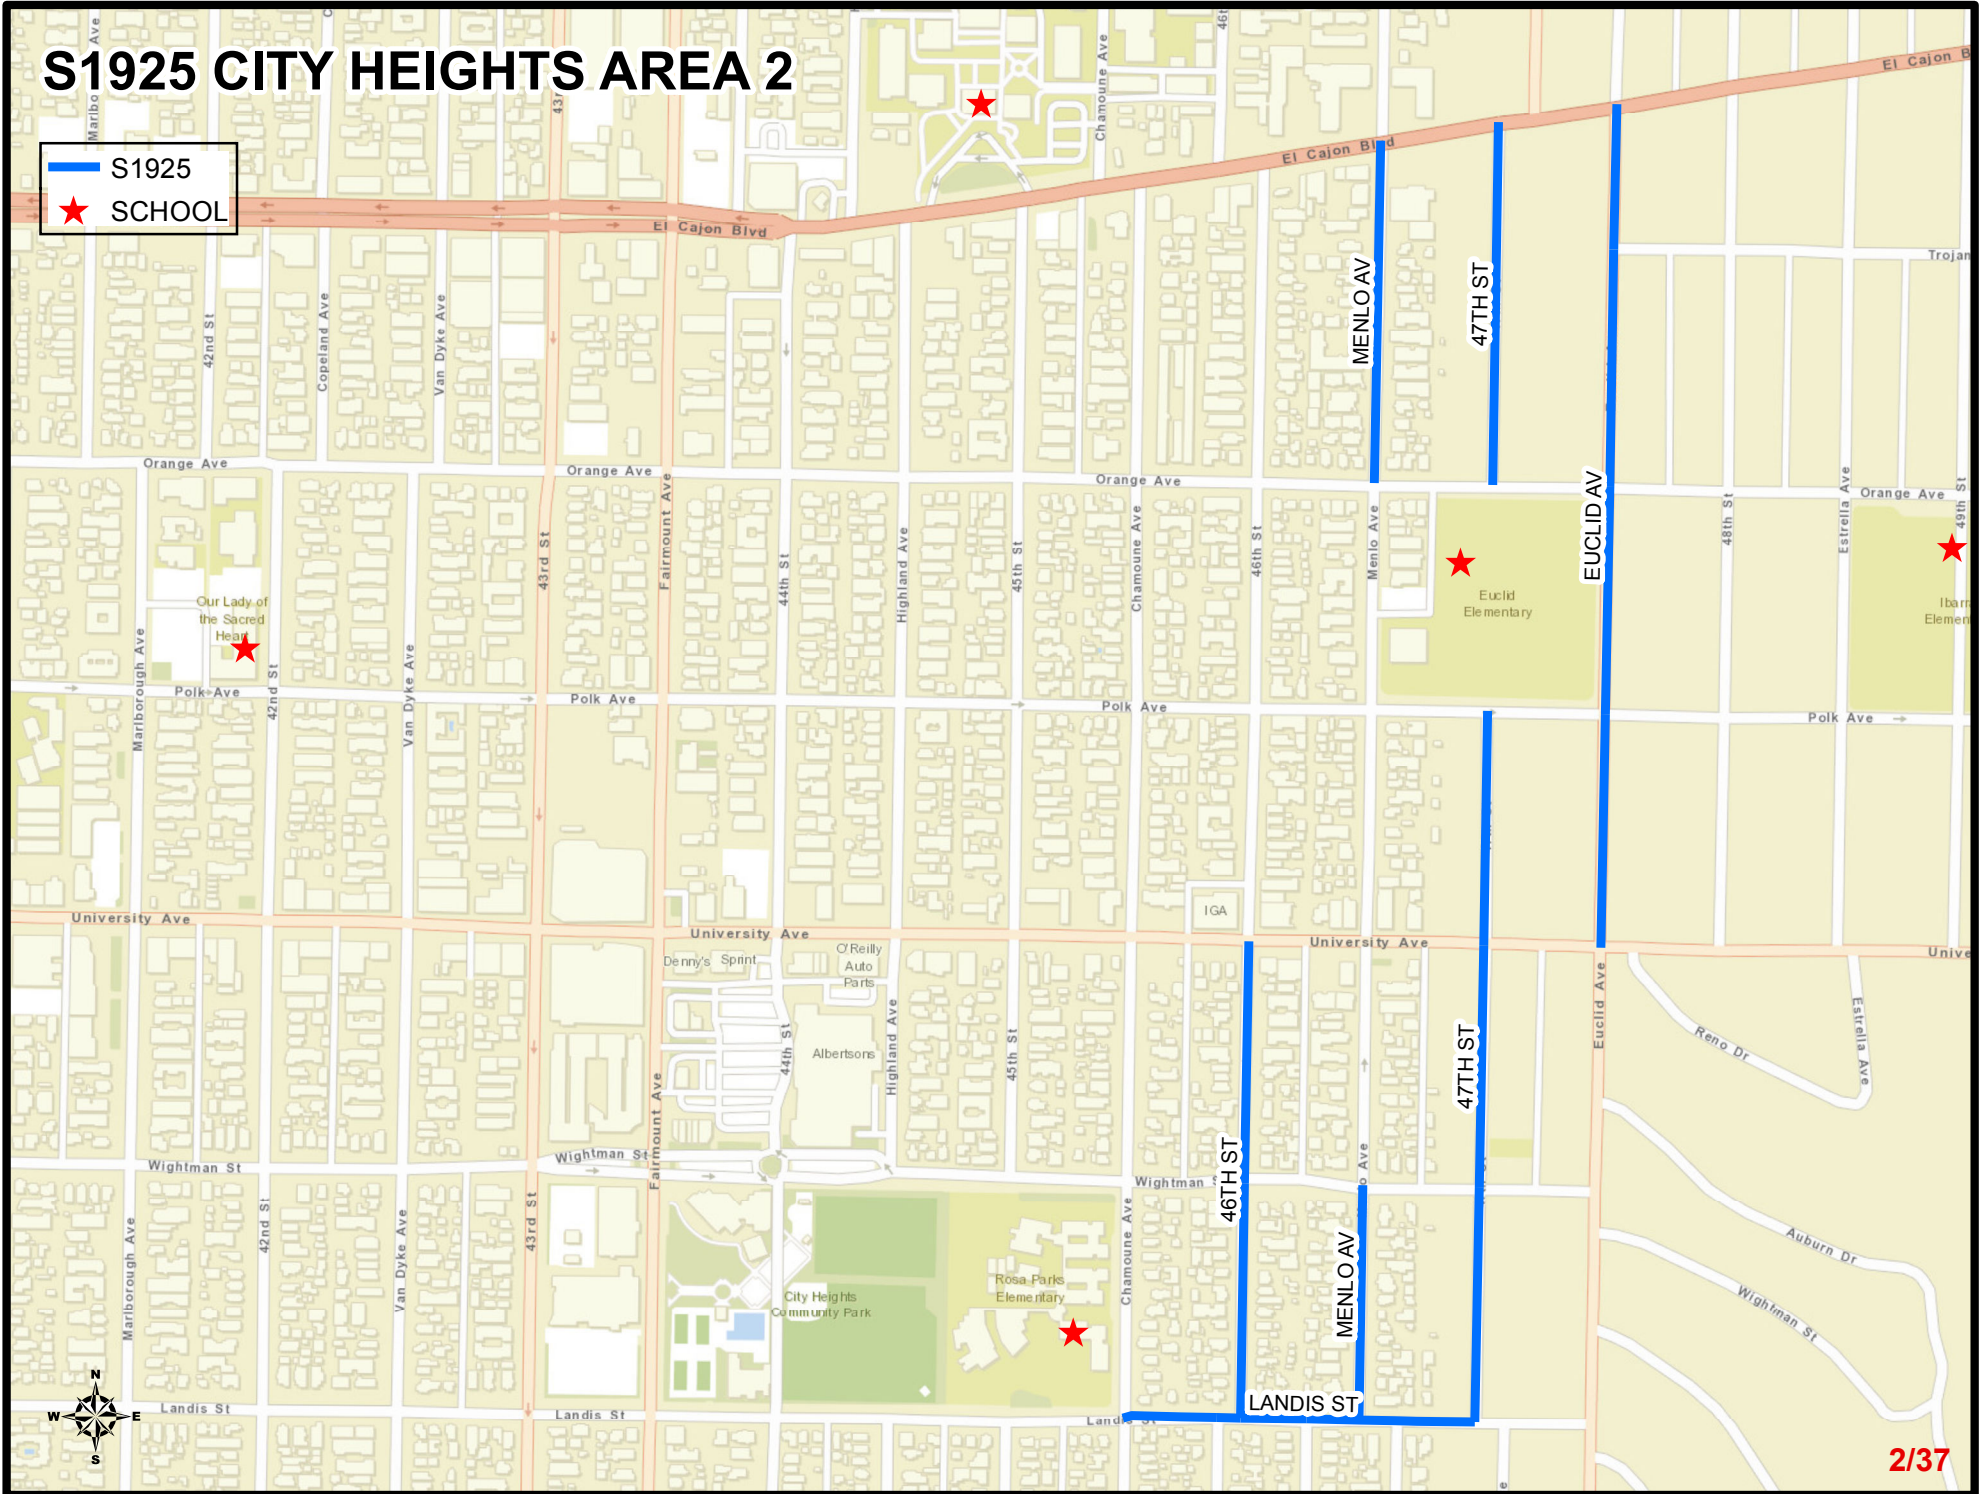 S1925 CITY HEIGHTS AREA 2
S1925
SCHOOL
Chamoune Ave
El Cajon Blvd
El Cajon Blvd
Trojan
42nd St
Copeland Ave
Van Dyke Ave
MENLO AV
47TH ST
Orange Ave
Orange Ave
Orange Ave
Orange Ave
43rd St
Fairmount Ave
44th St
Highland Ave
45th St
Chamoune Ave
46th St
Menlo Ave
EUCLID AV
48th St
Estrella Ave
49th St
Our Lady of
the Sacred
Heart
Euclid
Elementary
Marlborough Ave
42nd St
Van Dyke Ave
Polk Ave
Polk Ave
Polk Ave
Polk Ave
IGA
University Ave
University Ave
University Ave
Denny's
Sprint
O'Reilly
Auto
Parts
Albertsons
44th St
Highland Ave
45th St
47TH ST
Euclid Ave
Reno Dr
Estrella Ave
Fairmount Ave
Wightman St
Wightman St
Wightman
46TH ST
Marlborough Ave
42nd St
Van Dyke Ave
43rd St
City Heights
Community Park
Rosa Parks
Elementary
Chamoune Ave
MENLO AV
Auburn Dr
Wightman St
N
W
E
S
Landis St
Landis St
LANDIS ST
2/37